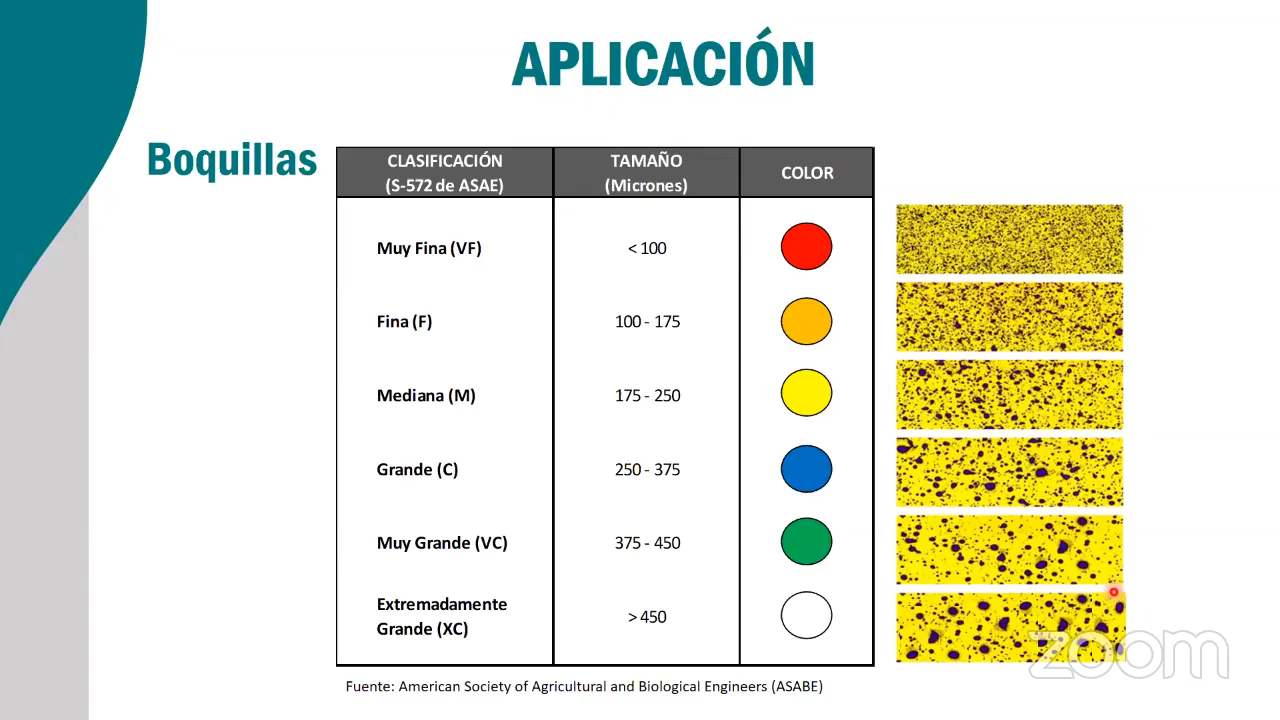 APLICACIÓN
Boquillas
CLASIFICACIÓN
(S-572 de ASAE)
TAMAÑO
(Micrones)
COLOR
Muy Fina (VF)
< 100
Fina (F)
100 - 175
Mediana (M)
175 - 250
Grande (C)
250 - 375
Muy Grande (VC)
375 - 450
Extremadamente
Grande (XC)
> 450
Fuente: American Society of Agricultural and Biological Engineers (ASABE)
zoom